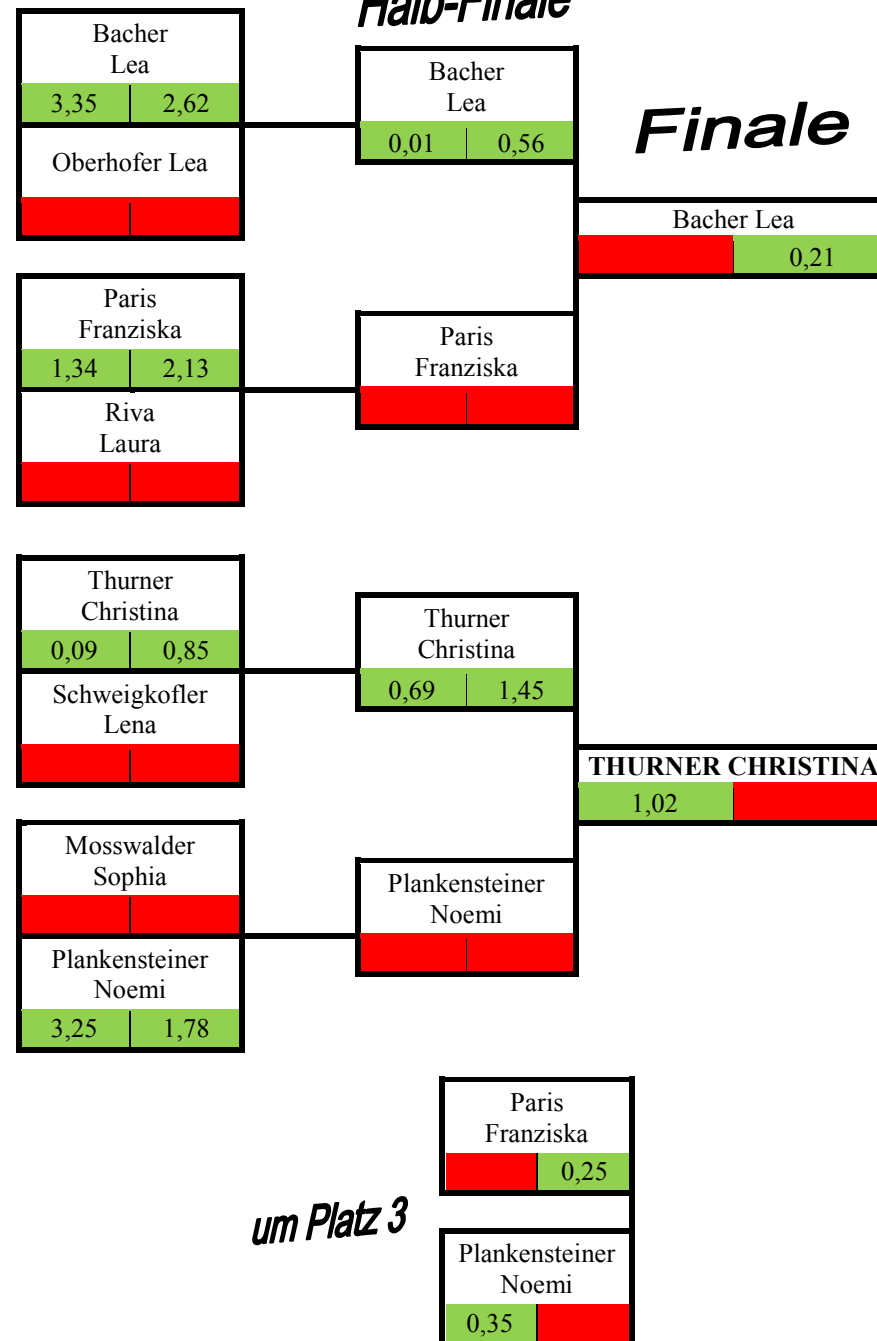 Halb-Finale
Bacher
Lea
3,35 2,62
Oberhofer Lea
Paris
Franziska
1,34 2,13
Riva
Laura
Thurner
Christina
0,09 0,85
Schweigkofler
Lena
Mosswalder
Sophia
Plankensteiner
Noemi
3,25 1,78
Bacher
Lea
0,01 0,56
Paris
Franziska
Thurner
Christina
0,69 1,45
Plankensteiner
Noemi
Finale
Bacher Lea
0,21
THURNER CHRISTINA
1,02
um Platz 3
Paris
Franziska
0,25
Plankensteiner
Noemi
0,35